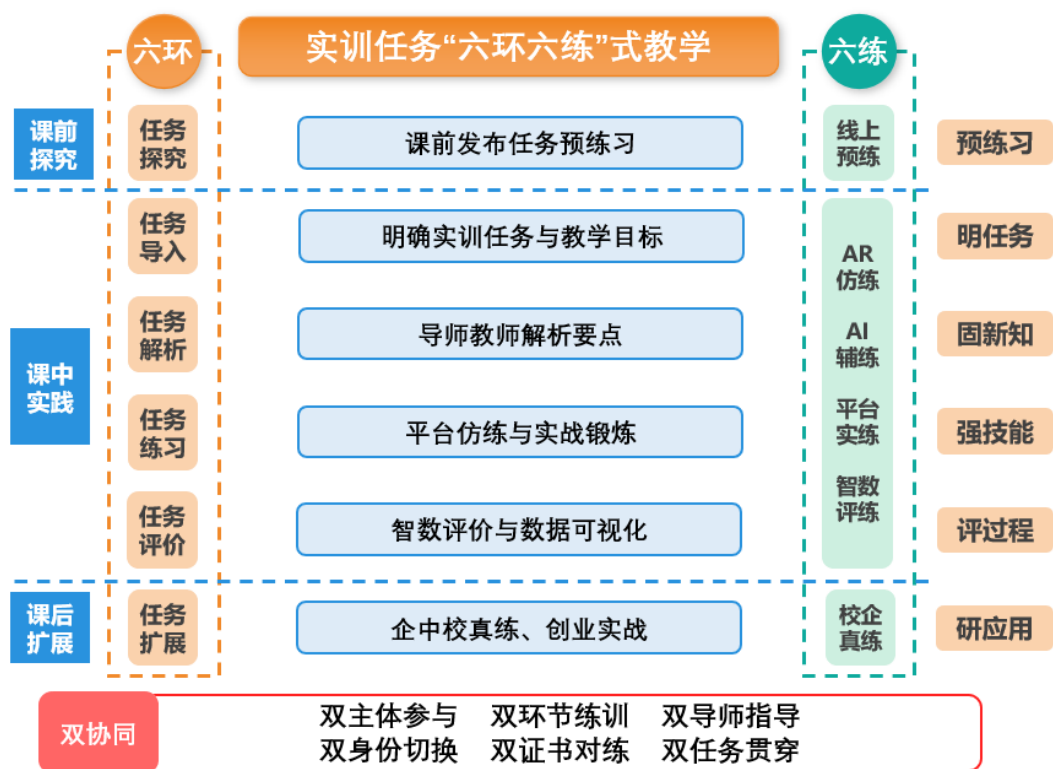 六环
实训任务“六环六练”式教学
六练
课前
探究
任务
探究
课前发布任务预练习
线上
预练
预练习
课中
实践
任务
导入
明确实训任务与教学目标
AR
仿练
明任务
任务
解析
导师教师解析要点
AI
辅练
固新知
任务
练习
平台仿练与实战锻炼
平台
实练
强技能
任务
评价
智数评价与数据可视化
智数
评练
评过程
课后
扩展
任务
扩展
企中校真练、创业实战
校企
真练
研应用
双协同
双主体参与 双环节练训 双导师指导
双身份切换 双证书对练 双任务贯穿